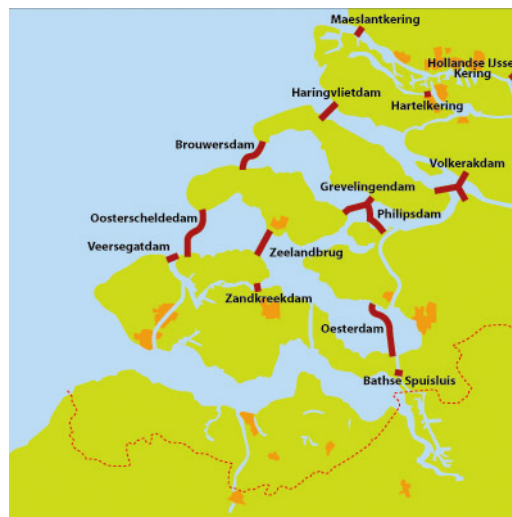 Maeslantkering
Hollandse IJsse
Kering
Haringvlietdam
Hartelkering
Brouwersdam
Volkerakdam
Grevelingendam
Oosterscheldedam
Philipsdam
Veersegatdam
Zeelandbrug
Zandkreekdam
Oesterdam
Bathse Spuisluis